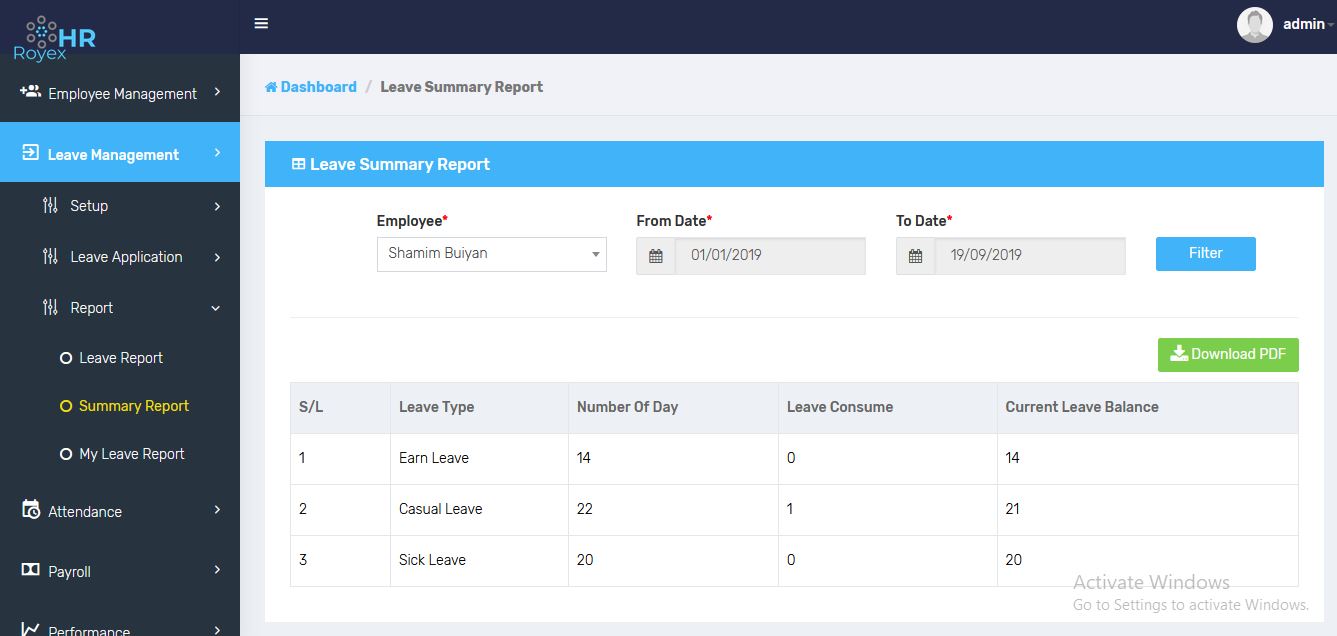 HR
Royex
admin
Employee Management
Leave Management
Setup
Leave Application
Report
Leave Report
Summary Report
My Leave Report
Attendance
Payroll
Performance
Dashboard / Leave Summary Report
Leave Summary Report
Employee* From Date* To Date*
Shamim Buiyan 01/01/2019 19/09/2019 Filter
Download PDF
S/L Leave Type Number Of Day Leave Consume Current Leave Balance
1 Earn Leave 14 0 14
2 Casual Leave 22 1 21
3 Sick Leave 20 0 20
Activate Windows
Go to Settings to activate Windows.